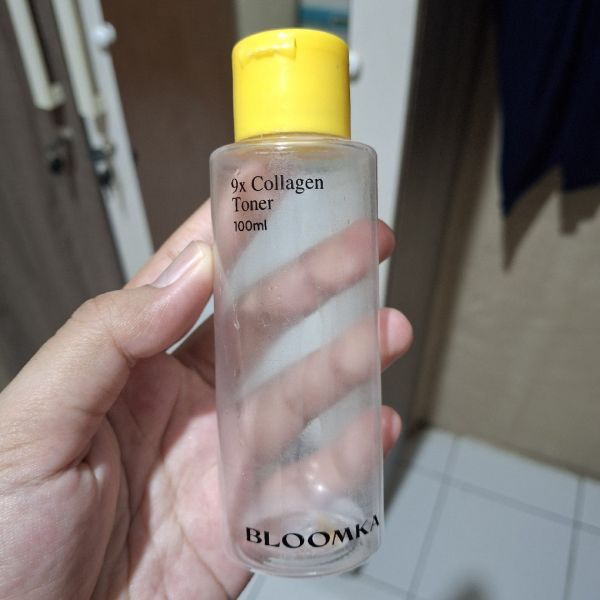 9x Collagen
Toner
100ml
BLOOMKA